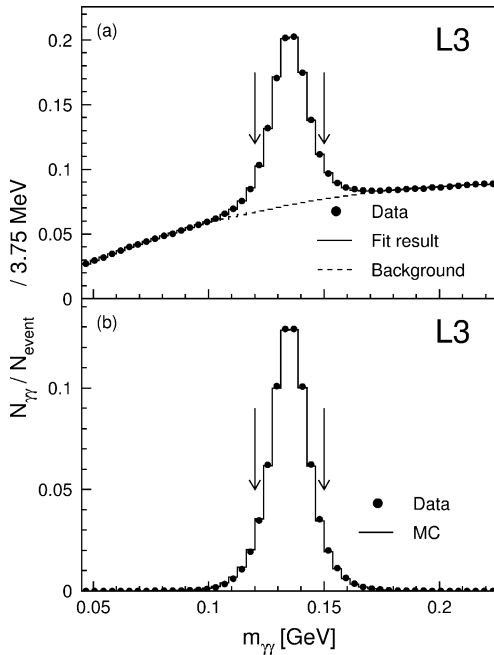 (a)
L3
0.2
0.15
0.1
0.05
0
Data
Fit result
Background
(b)
L3
0.1
0.05
0
Data
MC
0.05
0.1
0.15
0.2
m_γγ [GeV]
N_γγ / N_event / 3.75 MeV